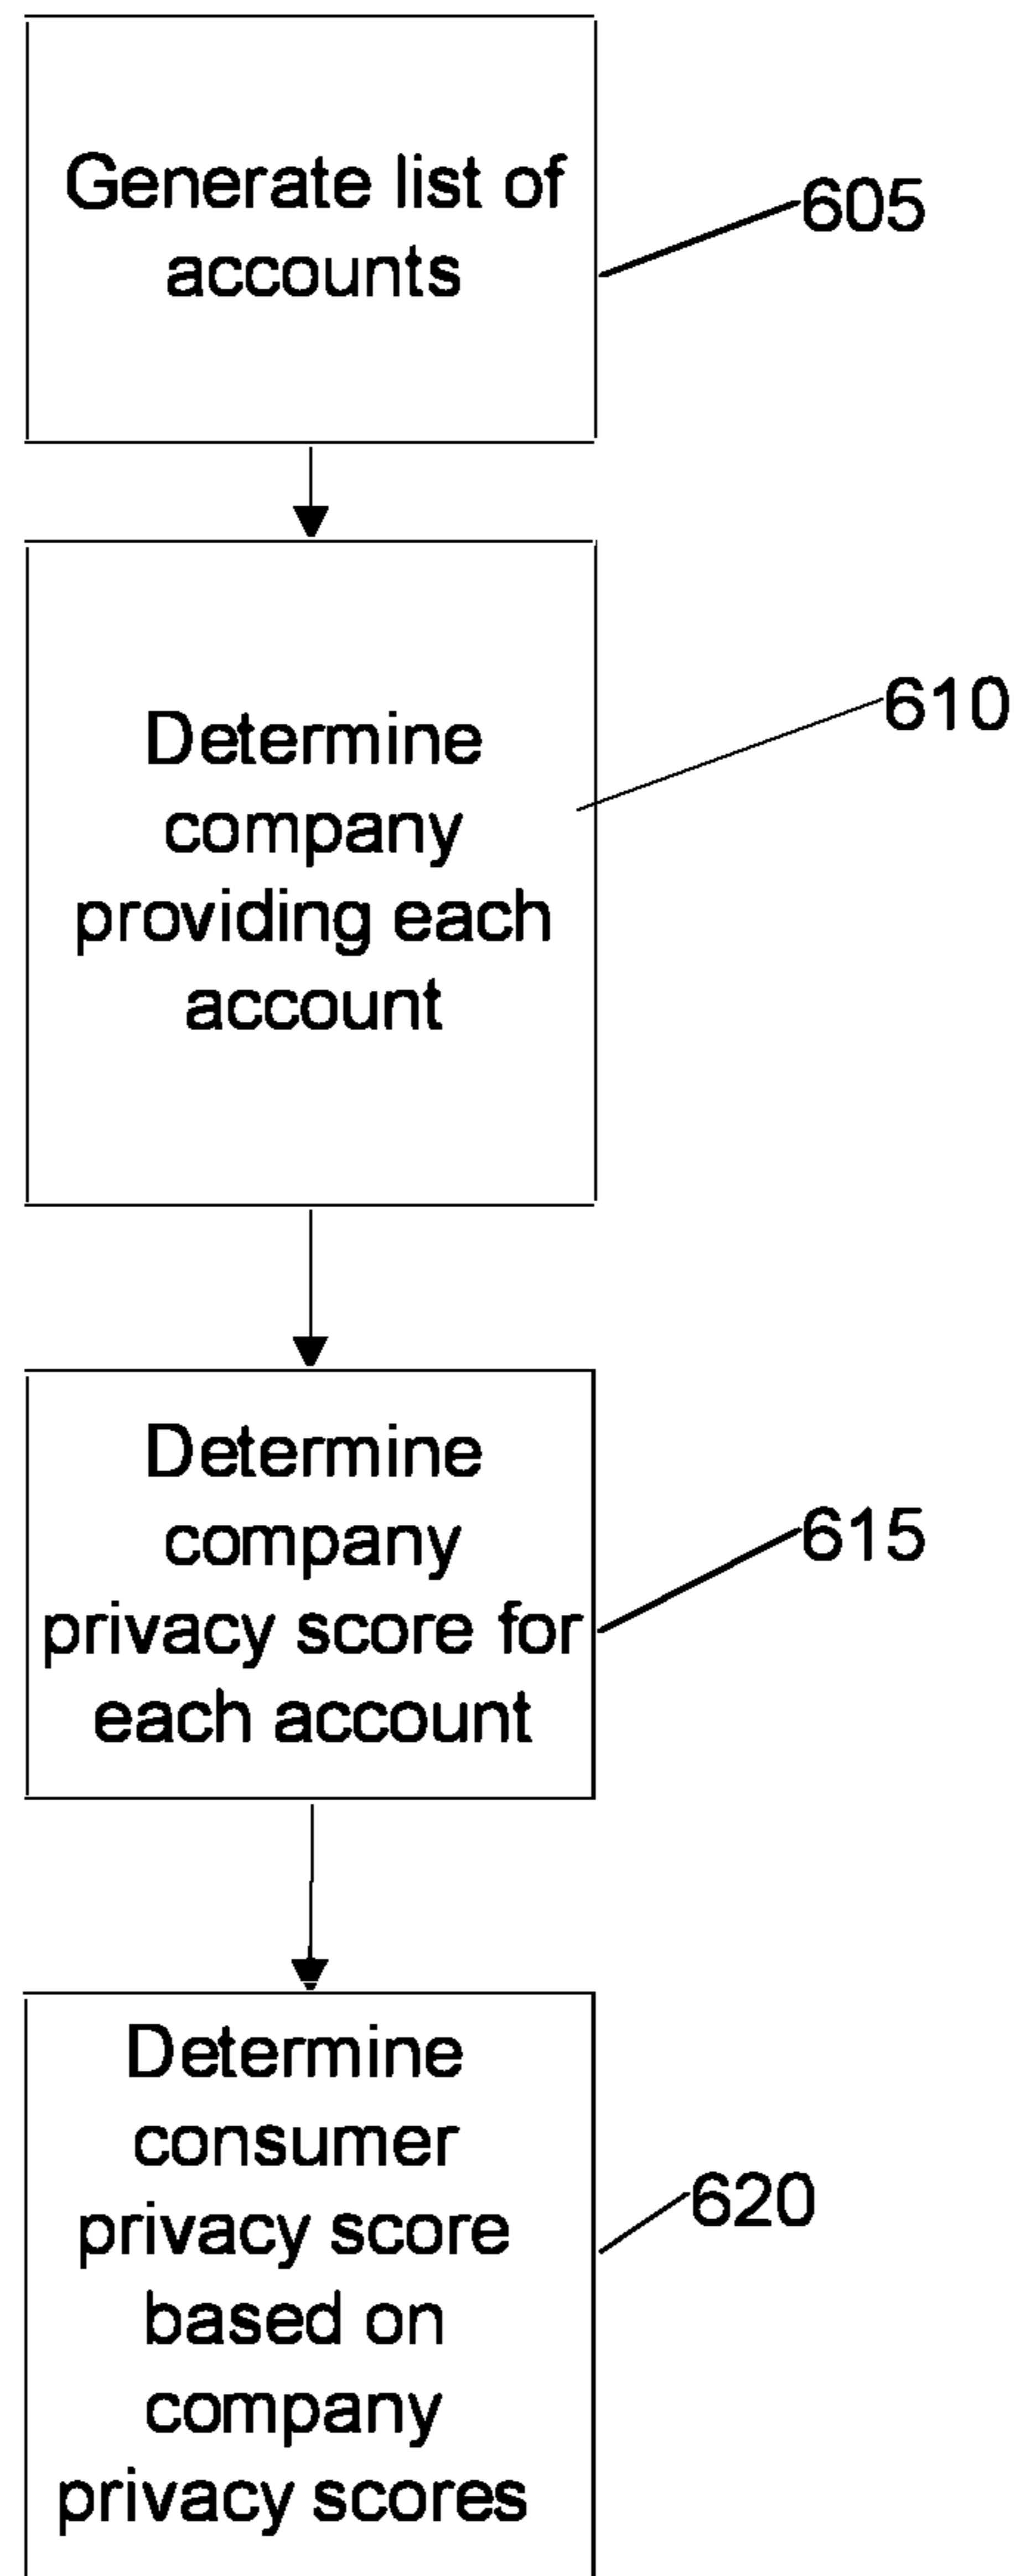 Generate list of
accounts
605
Determine
company
providing each
account
610
Determine
company
privacy score for
each account
615
Determine
consumer
privacy score
based on
company
privacy scores
620